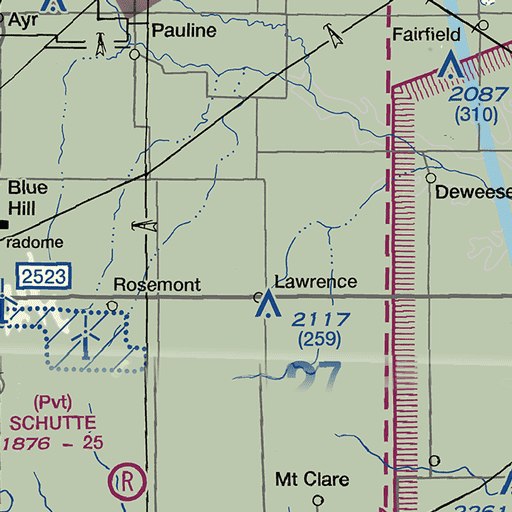 Ayr
Pauline
Fairfield
2087
(310)
Blue
Hill
Deweese
radome
2523
Rosemont
Lawrence
2117
(259)
27
(Pvt)
SCHUTTE
1876 - 25
R
Mt Clare